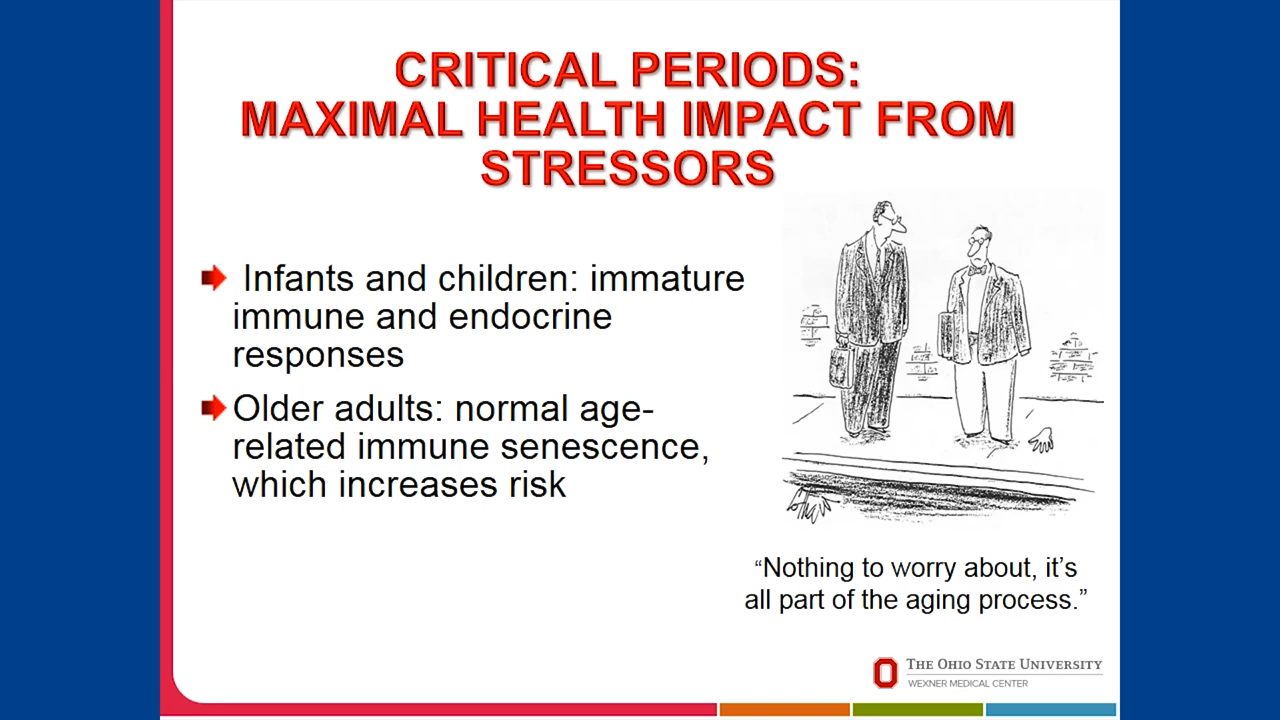 CRITICAL PERIODS:
MAXIMAL HEALTH IMPACT FROM
STRESSORS
Infants and children: immature
immune and endocrine
responses
Older adults: normal age-
related immune senescence,
which increases risk
“Nothing to worry about, it’s
all part of the aging process.”
THE OHIO STATE UNIVERSITY
WEXNER MEDICAL CENTER